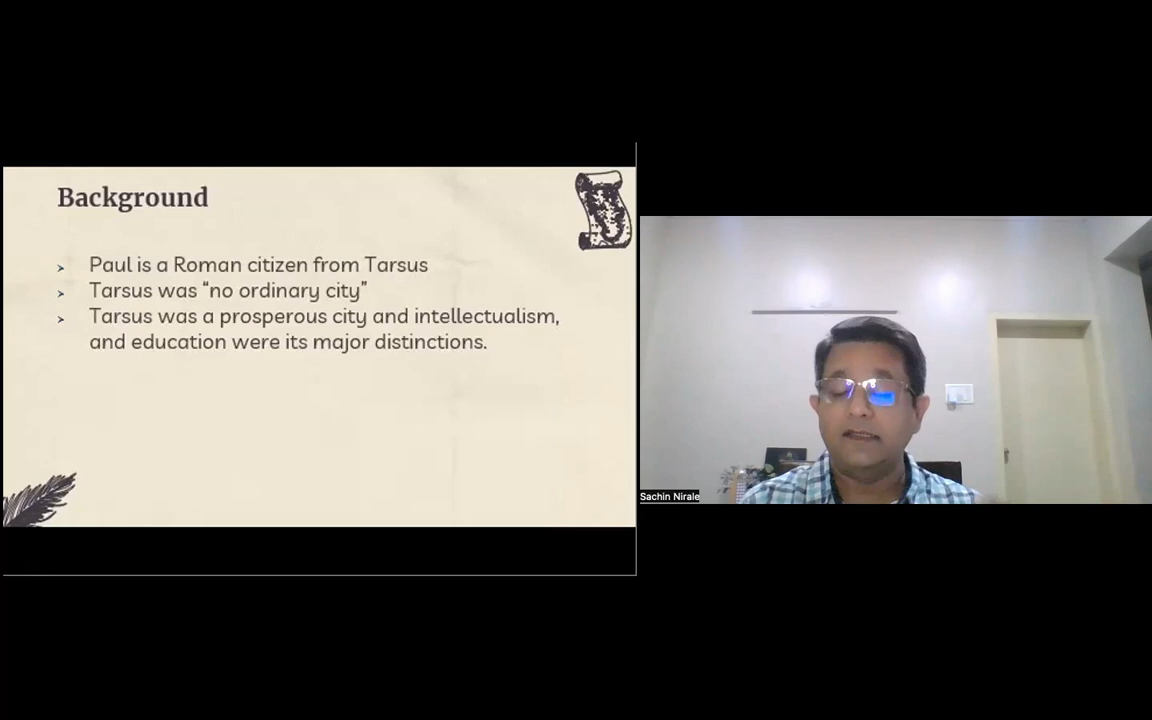 Background
➢ Paul is a Roman citizen from Tarsus
➢ Tarsus was “no ordinary city”
➢ Tarsus was a prosperous city and intellectualism,
and education were its major distinctions.
Sachin Nirale